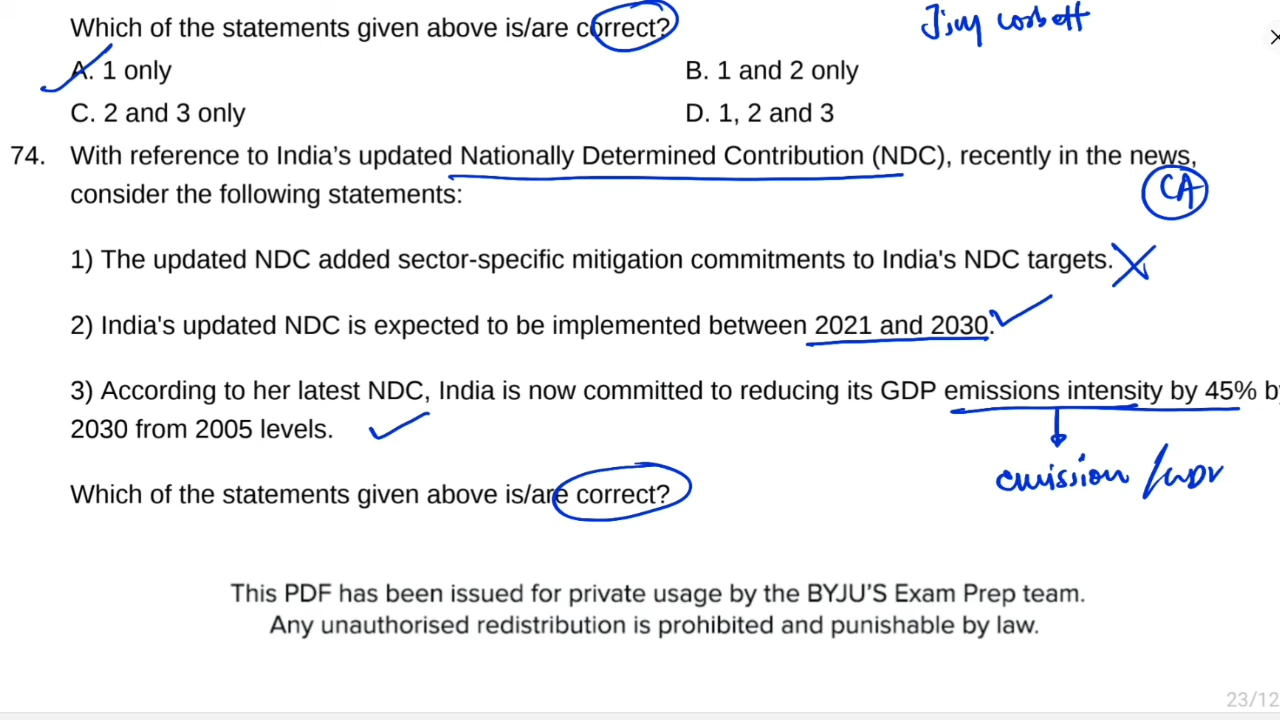 Which of the statements given above is/are correct?
Jimy corbett
A. 1 only
B. 1 and 2 only
C. 2 and 3 only
D. 1, 2 and 3
74. With reference to India's updated Nationally Determined Contribution (NDC), recently in the news,
consider the following statements:
CA
1) The updated NDC added sector-specific mitigation commitments to India's NDC targets.
2) India's updated NDC is expected to be implemented between 2021 and 2030.
3) According to her latest NDC, India is now committed to reducing its GDP emissions intensity by 45% b
2030 from 2005 levels.
emission /
Which of the statements given above is/are correct?
This PDF has been issued for private usage by the BYJU'S Exam Prep team.
Any unauthorised redistribution is prohibited and punishable by law.
23/12